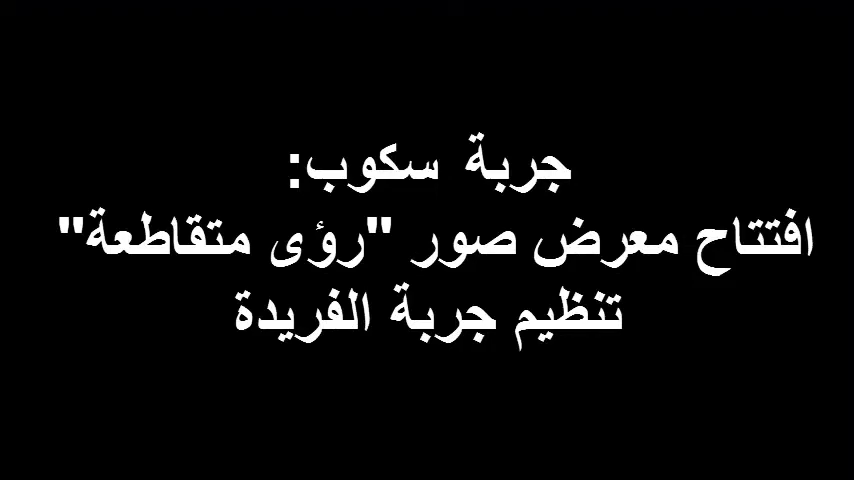 جربة سكوب:
افتتاح معرض صور "رؤى متقاطعة"
تنظيم جربة الفريدة